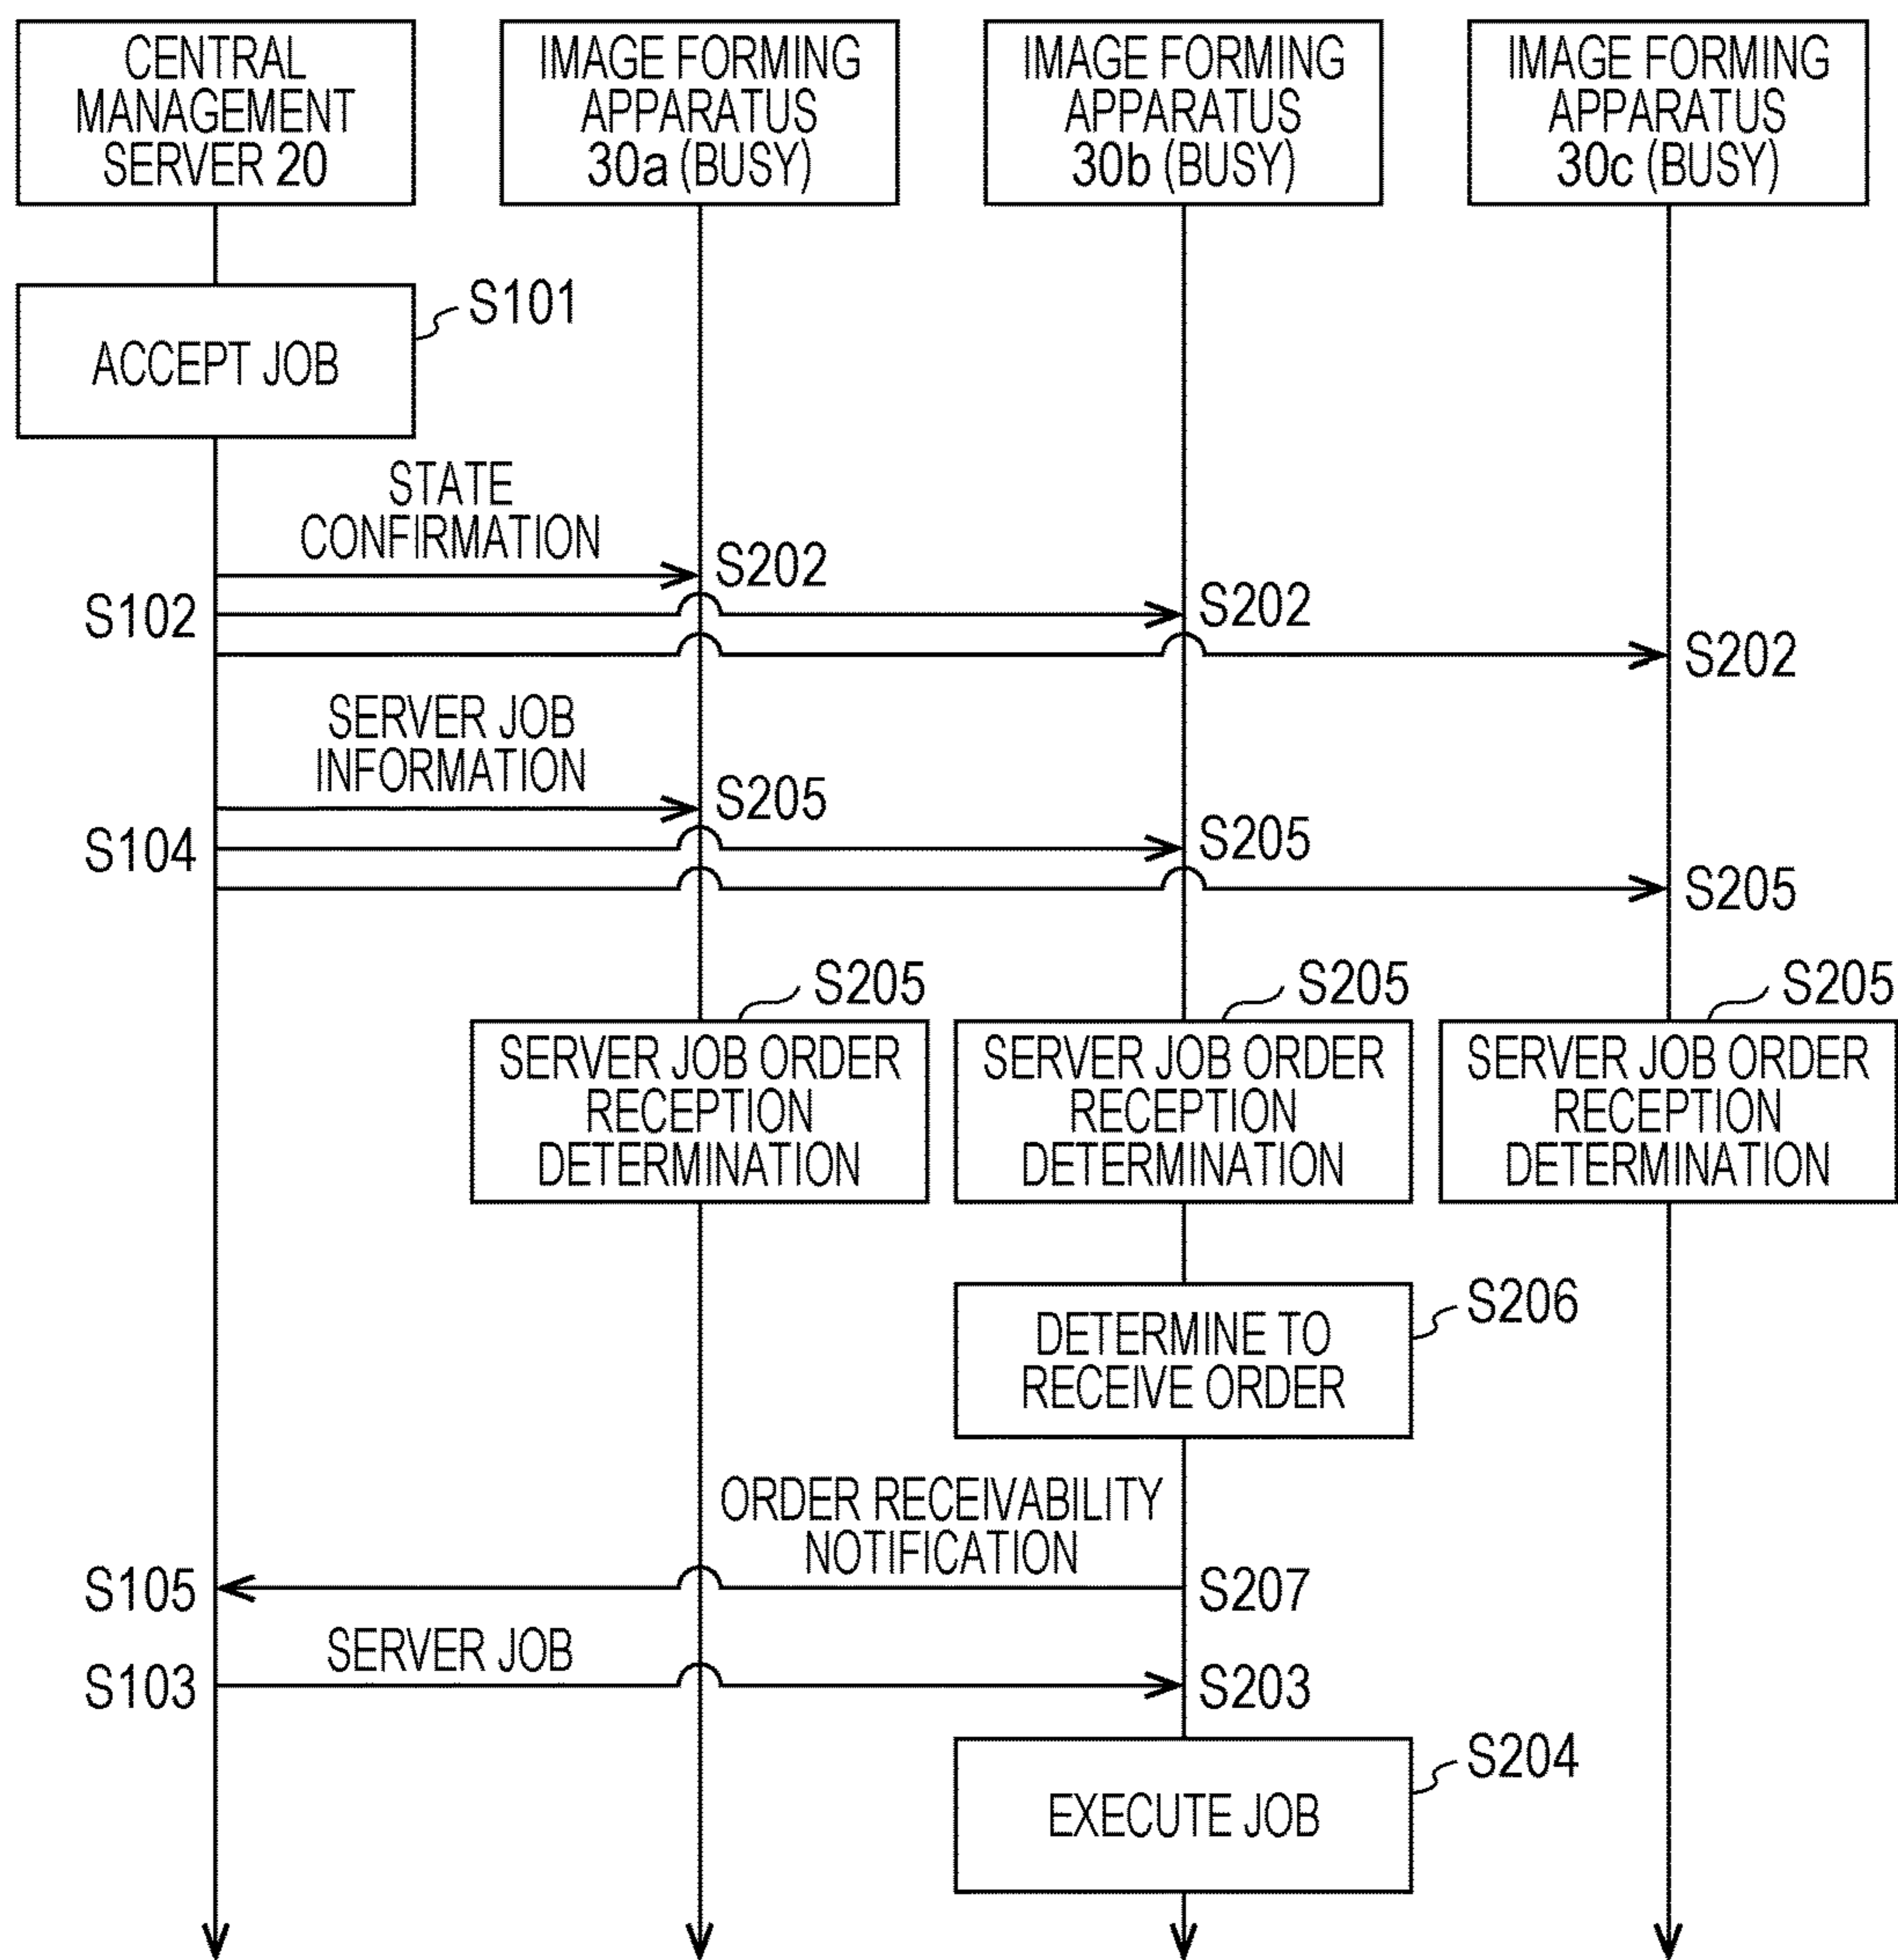 CENTRAL
MANAGEMENT
SERVER 20
IMAGE FORMING
APPARATUS
30a (BUSY)
IMAGE FORMING
APPARATUS
30b (BUSY)
IMAGE FORMING
APPARATUS
30c (BUSY)
S101
ACCEPT JOB
STATE
CONFIRMATION
S202
S102
S202
S202
SERVER JOB
INFORMATION
S205
S104
S205
S205
S205
S205
S205
SERVER JOB ORDER
RECEPTION
DETERMINATION
SERVER JOB ORDER
RECEPTION
DETERMINATION
SERVER JOB ORDER
RECEPTION
DETERMINATION
S206
DETERMINE TO
RECEIVE ORDER
ORDER RECEIVABILITY
NOTIFICATION
S105
S207
SERVER JOB
S103
S203
S204
EXECUTE JOB